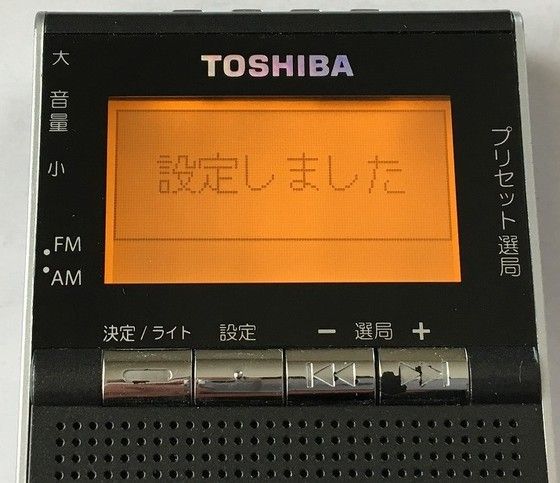 TOSHIBA
大
音量
小
FM
AM
設定しました
プリセット選局
決定/ライト
設定
− 選局 +